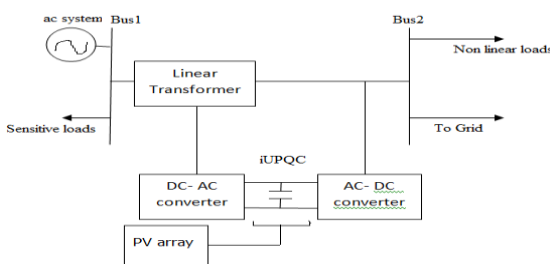 ac system
Bus1
Bus2
Non linear loads
Linear
Transformer
Sensitive loads
To Grid
iUPQC
DC- AC
converter
AC- DC
converter
PV array